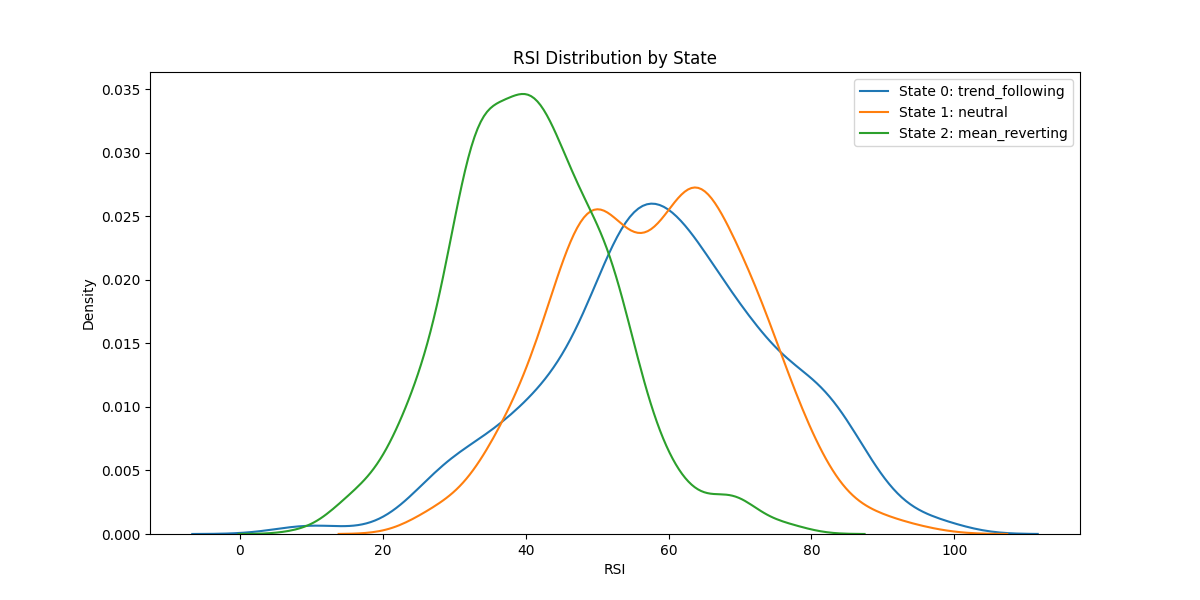 RSI Distribution by State
State 0: trend_following
State 1: neutral
State 2: mean_reverting
Density
0.035
0.030
0.025
0.020
0.015
0.010
0.005
0.000
0 20 40 60 80 100
RSI